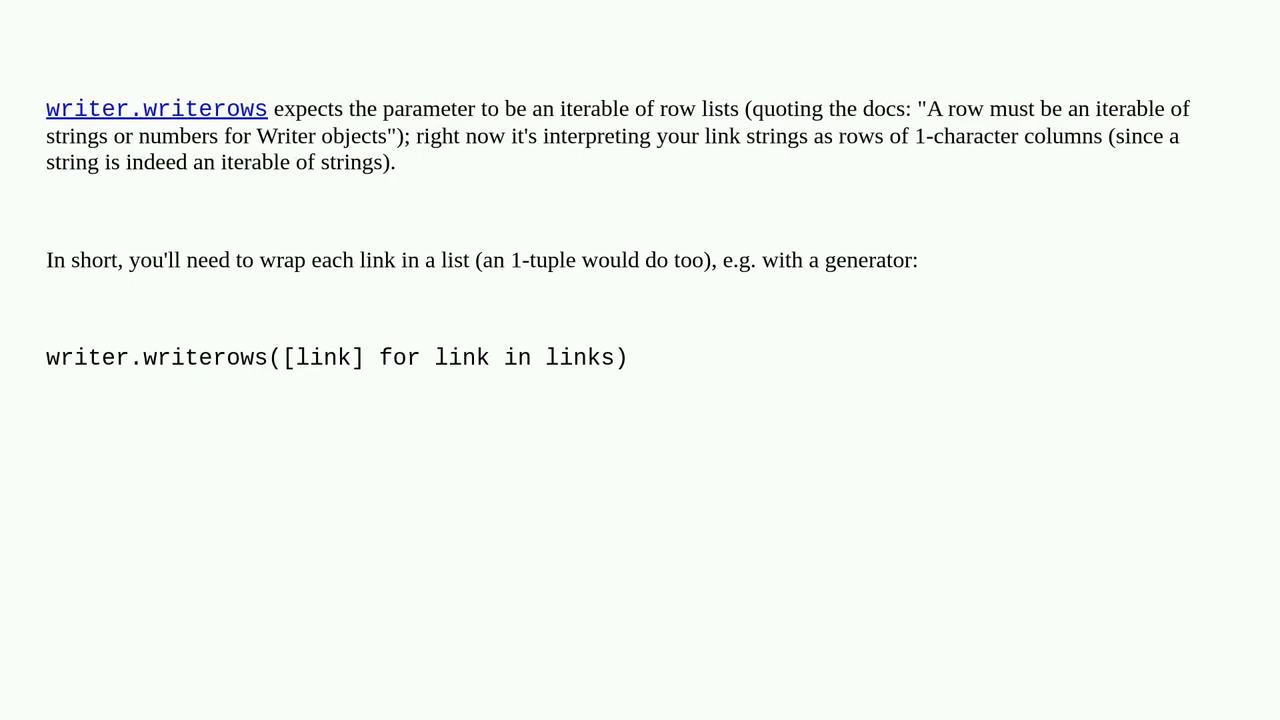 writer.writerows expects the parameter to be an iterable of row lists (quoting the docs: "A row must be an iterable of
strings or numbers for Writer objects"); right now it's interpreting your link strings as rows of 1-character columns (since a
string is indeed an iterable of strings).
In short, you'll need to wrap each link in a list (an 1-tuple would do too), e.g. with a generator:
writer.writerows([link] for link in links)